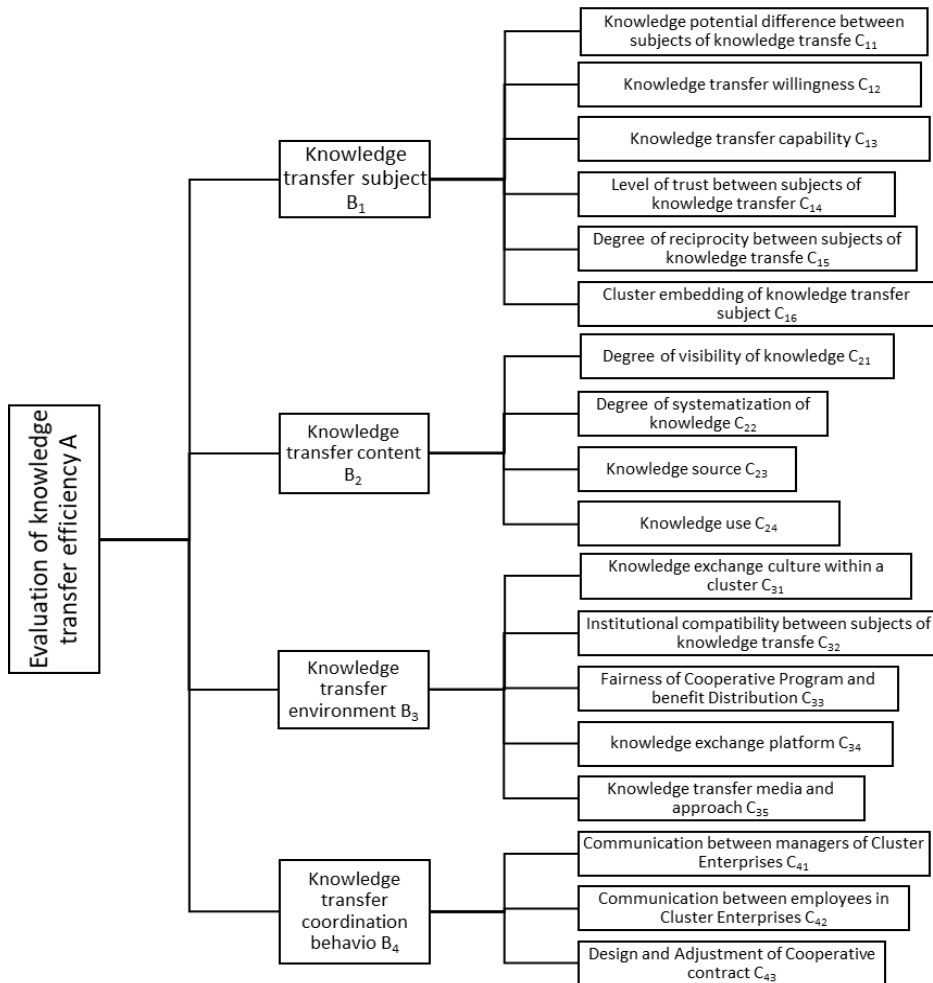 Evaluation of knowledge
transfer efficiency A
Knowledge
transfer subject
B₁
Knowledge potential difference between
subjects of knowledge transfe C₁₁
Knowledge transfer willingness C₁₂
Knowledge transfer capability C₁₃
Level of trust between subjects of
knowledge transfer C₁₄
Degree of reciprocity between subjects of
knowledge transfe C₁₅
Cluster embedding of knowledge transfer
subject C₁₆
Knowledge
transfer content
B₂
Degree of visibility of knowledge C₂₁
Degree of systematization of
knowledge C₂₂
Knowledge source C₂₃
Knowledge use C₂₄
Knowledge
transfer
environment B₃
Knowledge exchange culture within a
cluster C₃₁
Institutional compatibility between subjects of
knowledge transfe C₃₂
Fairness of Cooperative Program and
benefit Distribution C₃₃
knowledge exchange platform C₃₄
Knowledge transfer media and
approach C₃₅
Knowledge
transfer
coordination
behavio B₄
Communication between managers of Cluster
Enterprises C₄₁
Communication between employees in
Cluster Enterprises C₄₂
Design and Adjustment of Cooperative
contract C₄₃